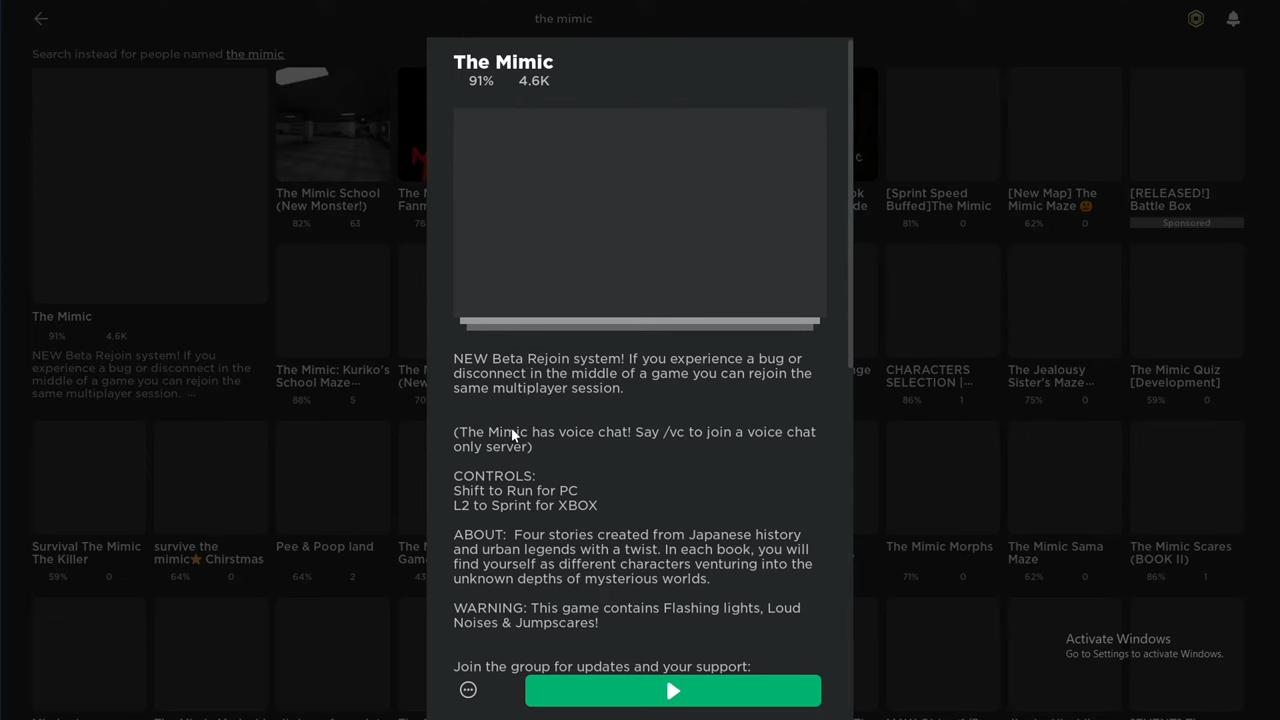 the mimic
Search instead for people named the mimic
The Mimic
91% 4.6K
NEW Beta Rejoin system! If you experience a bug or
disconnect in the middle of a game you can rejoin the
same multiplayer session.
(The Mimic has voice chat! Say /vc to join a voice chat
only server)
CONTROLS:
Shift to Run for PC
L2 to Sprint for XBOX
ABOUT: Four stories created from Japanese history
and urban legends with a twist. In each book, you will
find yourself as different characters venturing into the
unknown depths of mysterious worlds.
WARNING: This game contains Flashing lights, Loud
Noises & Jumpscares!
Join the group for updates and your support:
The Mimic
91% 4.6K
NEW Beta Rejoin system! If you
experience a bug or disconnect in the
middle of a game you can rejoin the
same multiplayer session. ...
The Mimic School
(New Monster!)
82% 63
The M
Fanm
76
[Sprint Speed
Buffed]The Mimic
81% 0
[New Map] The
Mimic Maze 🎃
62% 0
[RELEASED!]
Battle Box
Sponsored
The Mimic: Kuriko's
School Maze...
88% 5
The M
(New
70
CHARACTERS
SELECTION |...
86% 1
The Jealousy
Sister's Maze...
75% 0
The Mimic Quiz
[Development]
59% 0
Survival The Mimic
The Killer
59% 0
survive the
mimic⭐ Chirstmas
64% 0
Pee & Poop land
64% 2
The M
Gam
43
The Mimic Morphs
71% 0
The Mimic Sama
Maze
62% 0
The Mimic Scares
(BOOK II)
86% 1
Activate Windows
Go to Settings to activate Windows.